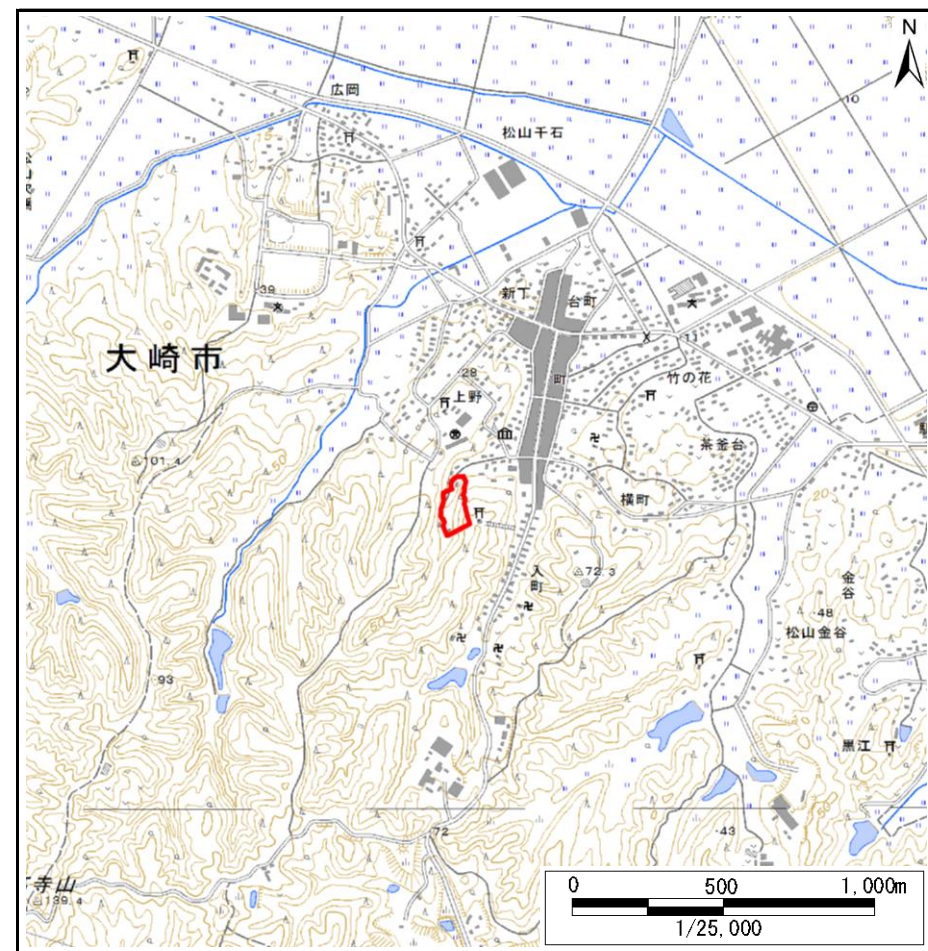 N
広岡
松山千石
10
新丁
台町
39
大崎市
28
上野
町
11
竹の花
茶釜台
101.4
50
横町
20
入町
72.3
金谷
48
松山金谷
50
93
黒江
72
43
50
寺山
139.4
0 500 1,000m
1/25,000